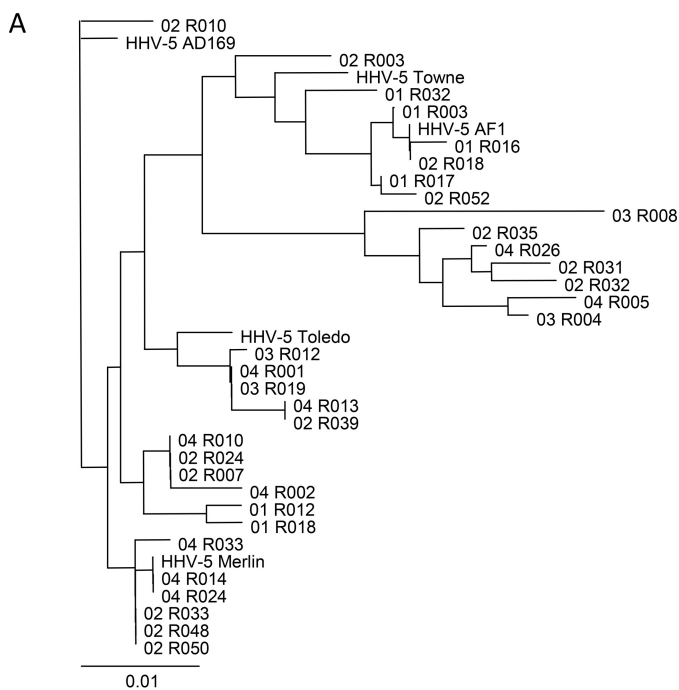 A
02 R010
HHV-5 AD169
02 R003
HHV-5 Towne
01 R032
01 R003
HHV-5 AF1
01 R016
02 R018
01 R017
02 R052
03 R008
02 R035
04 R026
02 R031
02 R032
04 R005
03 R004
HHV-5 Toledo
03 R012
04 R001
03 R019
04 R013
02 R039
04 R010
02 R024
02 R007
04 R002
01 R012
01 R018
04 R033
HHV-5 Merlin
04 R014
04 R024
02 R033
02 R048
02 R050
0.01